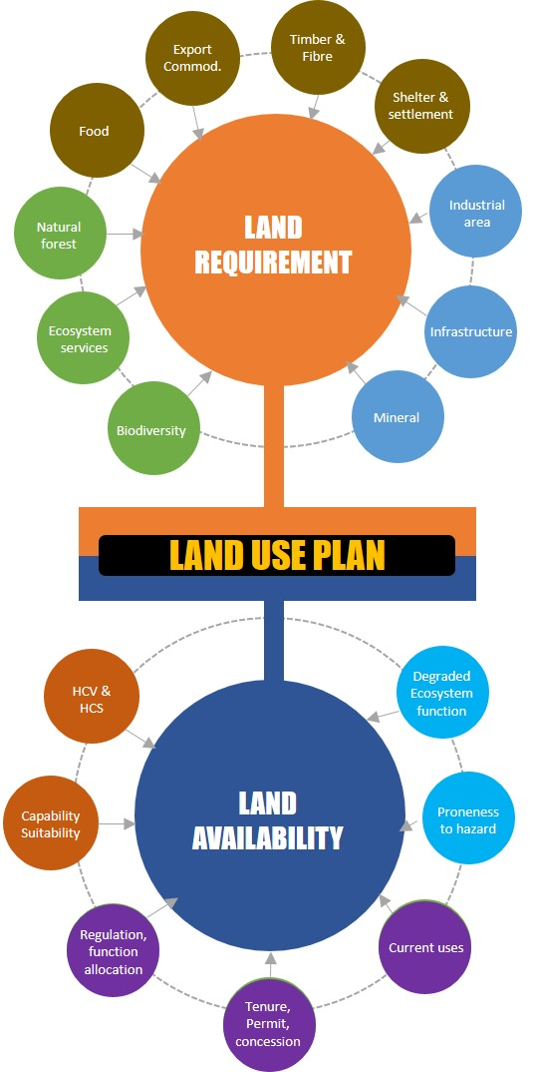 Timber &
Fibre
Export
Commod.
Shelter &
settlement
Food
Industrial
area
Natural
forest
LAND
REQUIREMENT
Ecosystem
services
Infrastructure
Biodiversity
Mineral
LAND USE PLAN
HCV &
HCS
Degraded
Ecosystem
function
Capability
Suitability
LAND
AVAILABILITY
Proneness
to hazard
Regulation,
function
allocation
Current uses
Tenure,
Permit,
concession